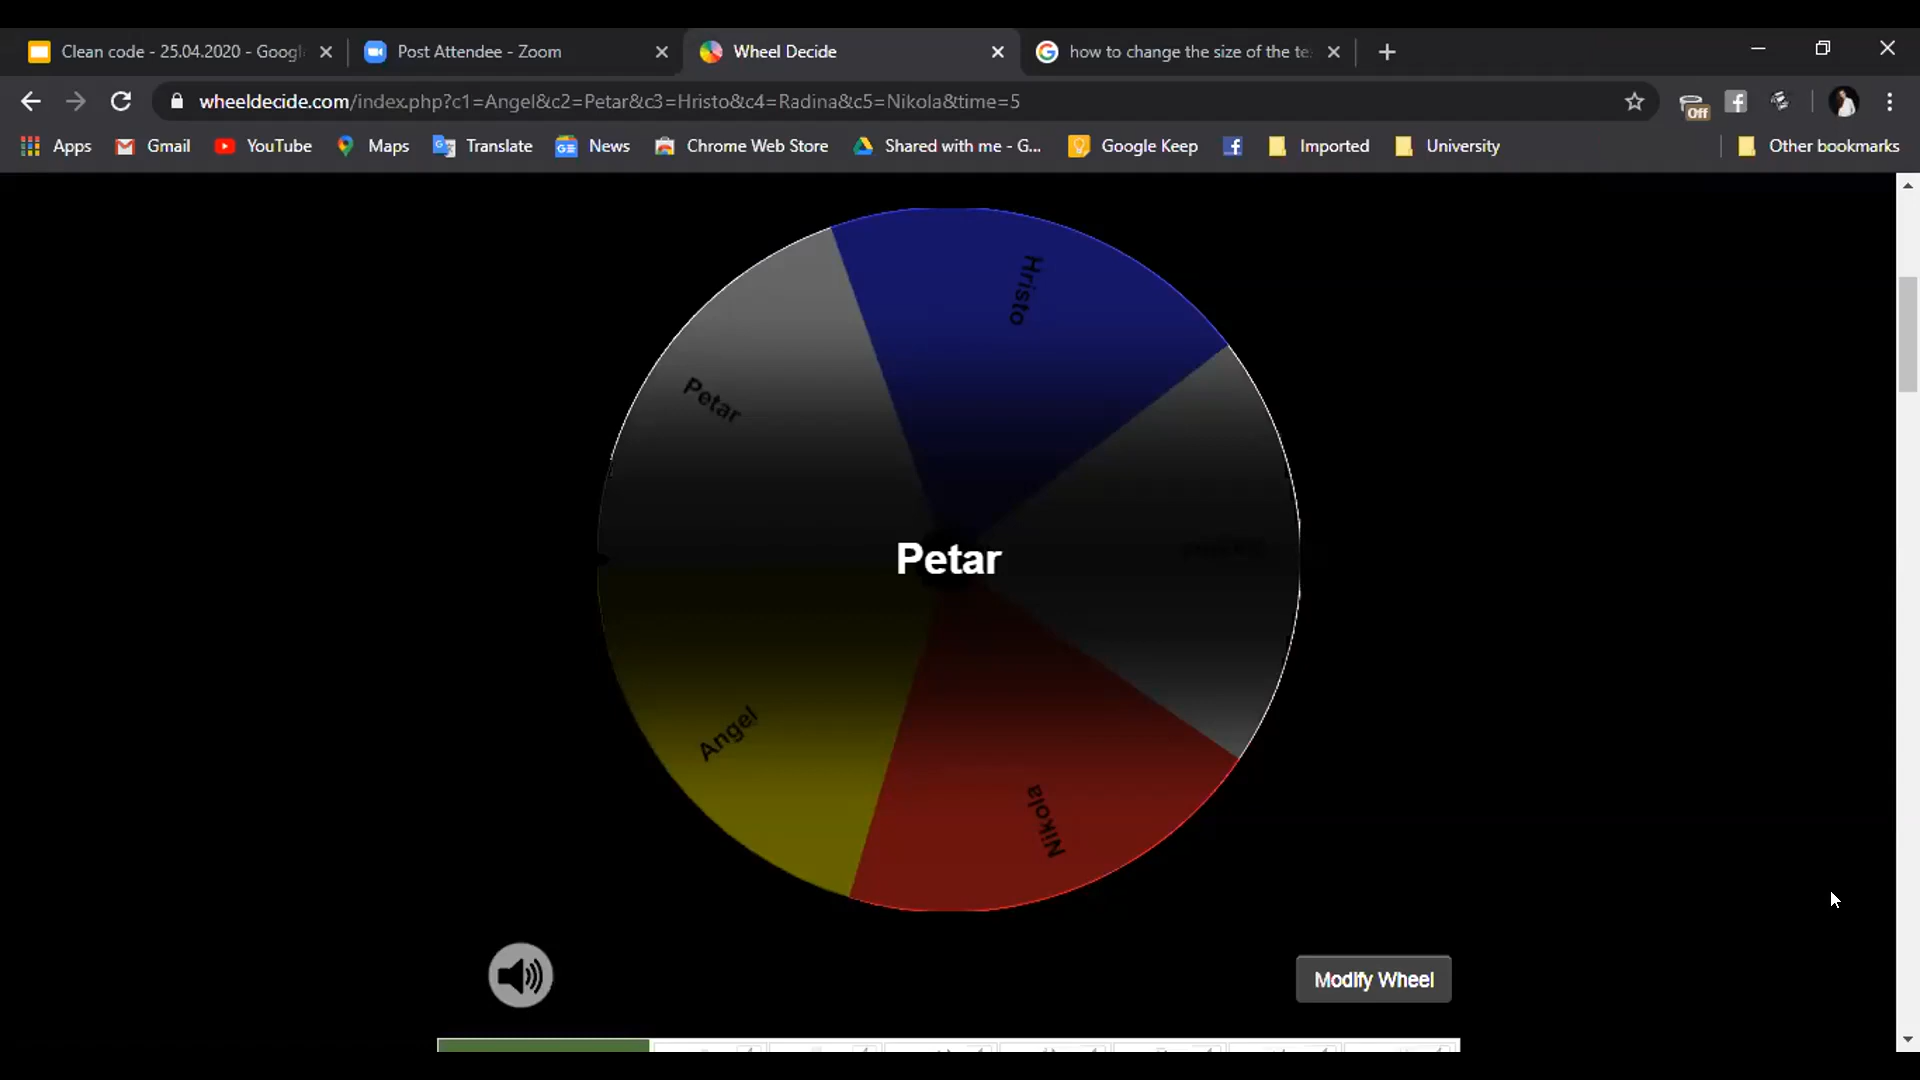 Clean code - 25.04.2020 - Googl
Post Attendee - Zoom
Wheel Decide
how to change the size of the te
wheeldecide.com/index.php?c1=Angel&c2=Petar&c3=Hristo&c4=Radina&c5=Nikola&time=5
Off
Apps
Gmail
YouTube
Maps
Translate
News
Chrome Web Store
Shared with me - G...
Google Keep
Imported
University
Other bookmarks
Hristo
Petar
Petar
Angel
Nikola
Modify Wheel